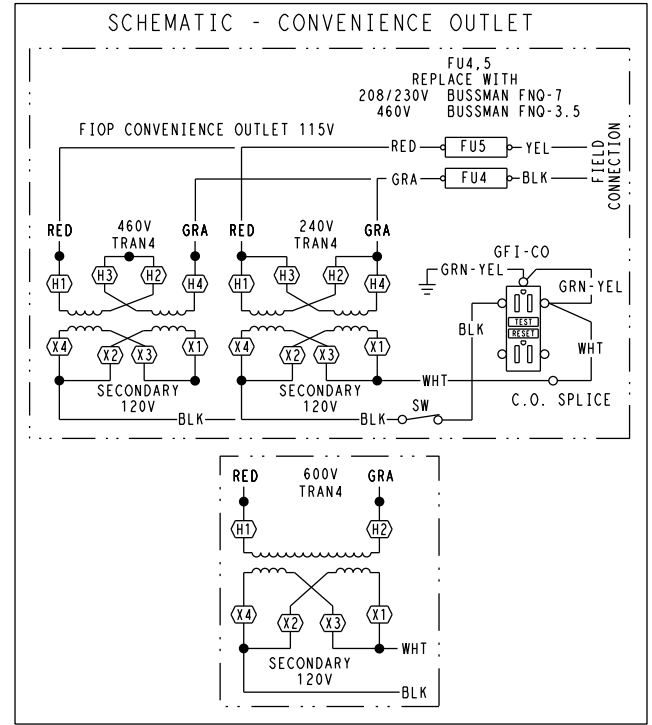 SCHEMATIC - CONVENIENCE OUTLET
FU4,5
REPLACE WITH
208/230V BUSSMAN FNQ-7
460V BUSSMAN FNQ-3.5
FIOP CONVENIENCE OUTLET 115V
RED FU5 YEL
GRA FU4 BLK
FIELD
CONNECTION
RED 460V GRA RED 240V GRA
TRAN4 TRAN4
H1 H3 H2 H4 H1 H3 H2 H4
GFI-CO
GRN-YEL
GRN-YEL
BLK
TEST
RESET
WHT
X4 X2 X3 X1 X4 X2 X3 X1
WHT
SECONDARY SECONDARY
120V 120V
C.O. SPLICE
BLK BLK SW
RED 600V GRA
TRAN4
H1 H2
X4 X2 X3 X1
WHT
SECONDARY
120V
BLK